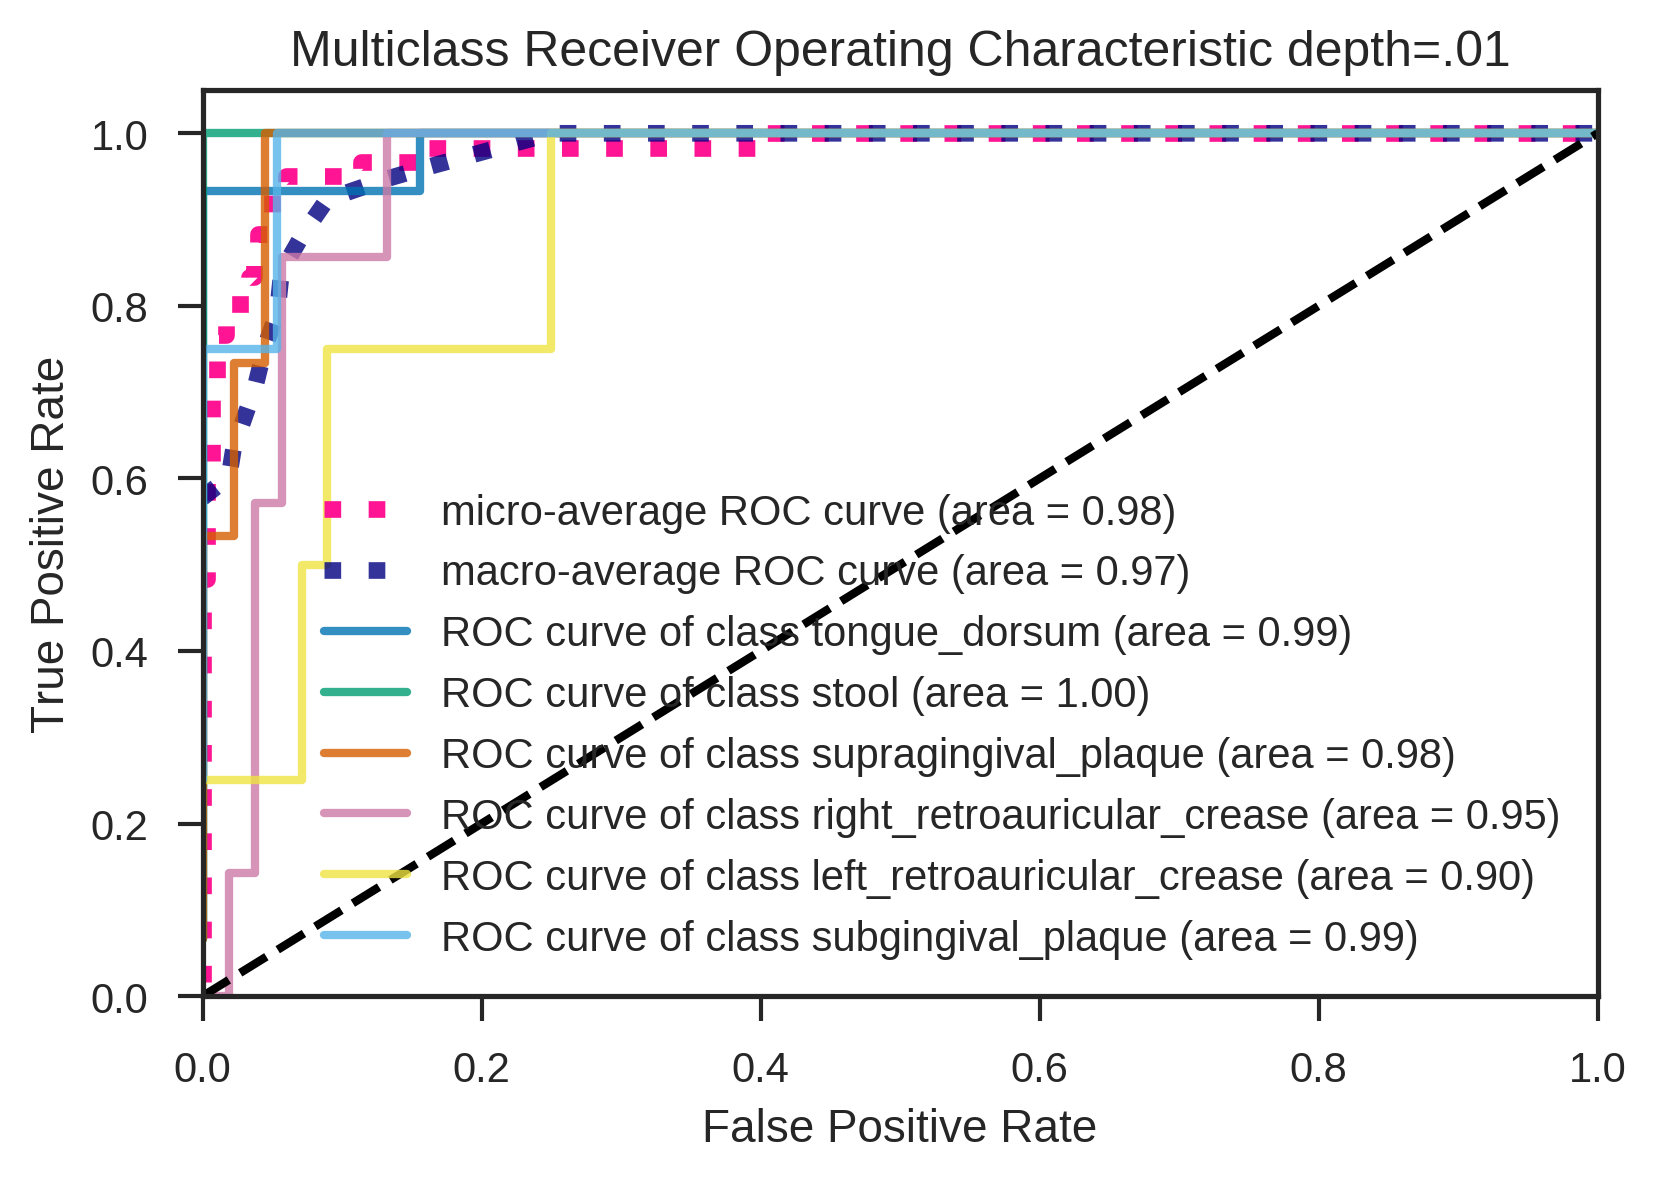 Multiclass Receiver Operating Characteristic depth=.01
True Positive Rate
1.0
0.8
0.6
0.4
0.2
0.0
micro-average ROC curve (area = 0.98)
macro-average ROC curve (area = 0.97)
ROC curve of class tongue_dorsum (area = 0.99)
ROC curve of class stool (area = 1.00)
ROC curve of class supragingival_plaque (area = 0.98)
ROC curve of class right_retroauricular_crease (area = 0.95)
ROC curve of class left_retroauricular_crease (area = 0.90)
ROC curve of class subgingival_plaque (area = 0.99)
0.0 0.2 0.4 0.6 0.8 1.0
False Positive Rate